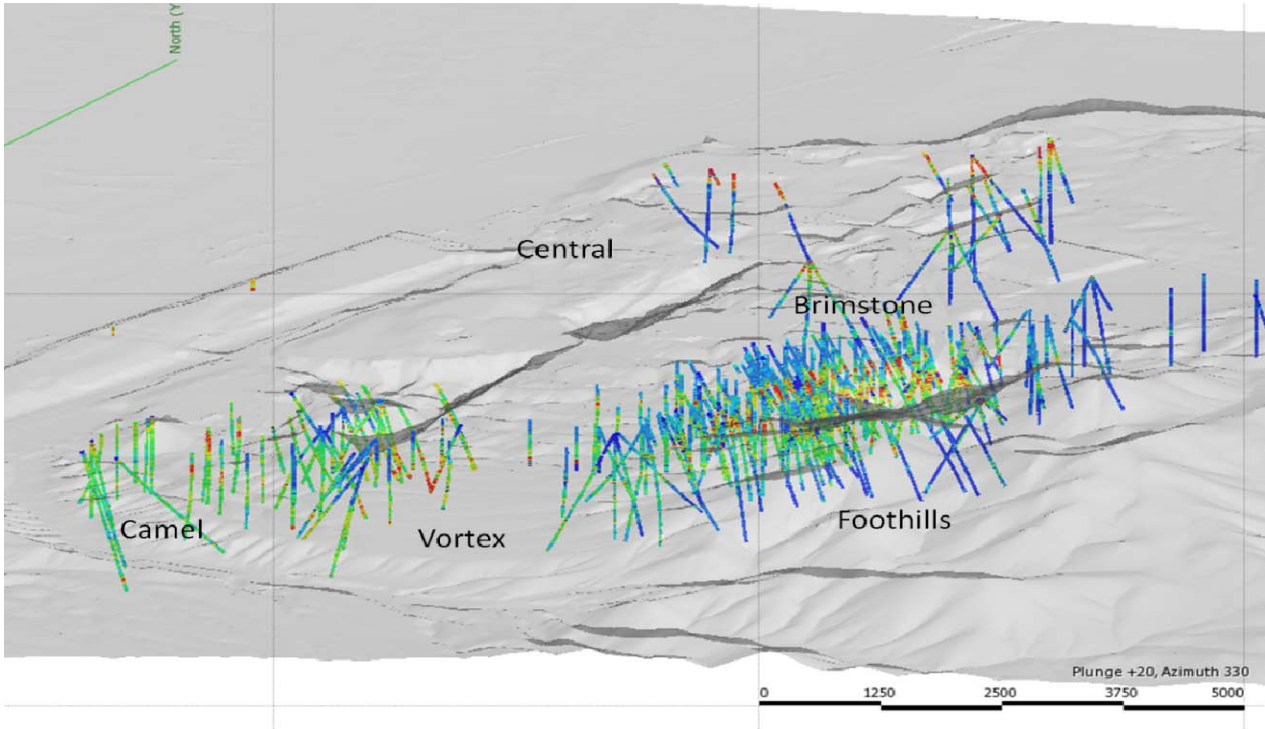 North (Y
Central
Brimstone
Camel
Vortex
Foothills
Plunge +20, Azimuth 330
0 1250 2500 3750 5000